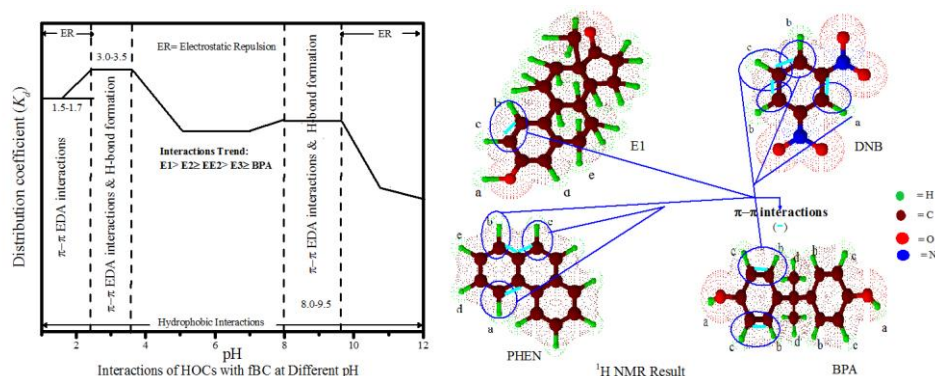 ER
3.0-3.5
ER= Electrostatic Repulsion
ER
1.5-1.7
Interactions Trend:
E1> E2≥ EE2> E3≥ BPA
π–π EDA interactions
π–π EDA interactions & H-bond formation
π–π EDA interactions & H-bond formation
8.0-9.5
Hydrophobic Interactions
Distribution coefficient (Kd)
0 2 4 6 8 10 12
pH
Interactions of HOCs with fBC at Different pH
b
c
a
d
e
E1
b
c
b
a
DNB
π–π interactions
(–)
= H
= C
= O
= N
e
b
c
d
a
PHEN
c
b
d
b
e
a
c
b
d
b
e
a
BPA
¹H NMR Result